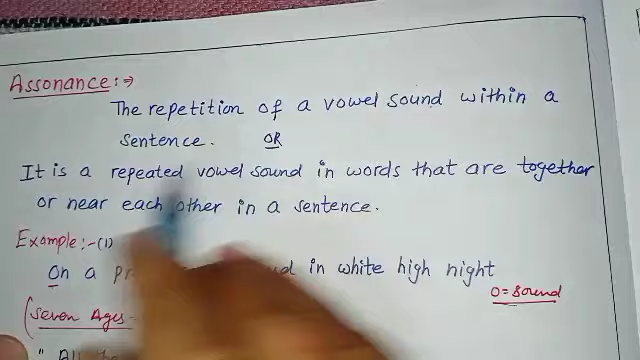 Assonance:→
The repetition of a vowel sound within a
sentence. OR
It is a repeated vowel sound in words that are together
or near each other in a sentence.
Example:-(1)
On a in white high night
O=sound
(Seven Ages-
"All